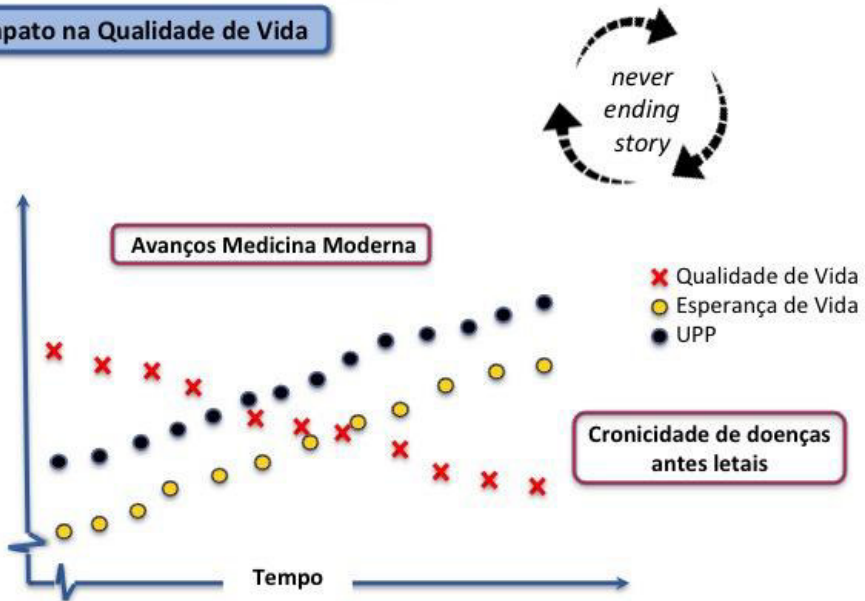 pato na Qualidade de Vida
never
ending
story
Avanços Medicina Moderna
Qualidade de Vida
Esperança de Vida
UPP
Cronicidade de doenças
antes letais
Tempo